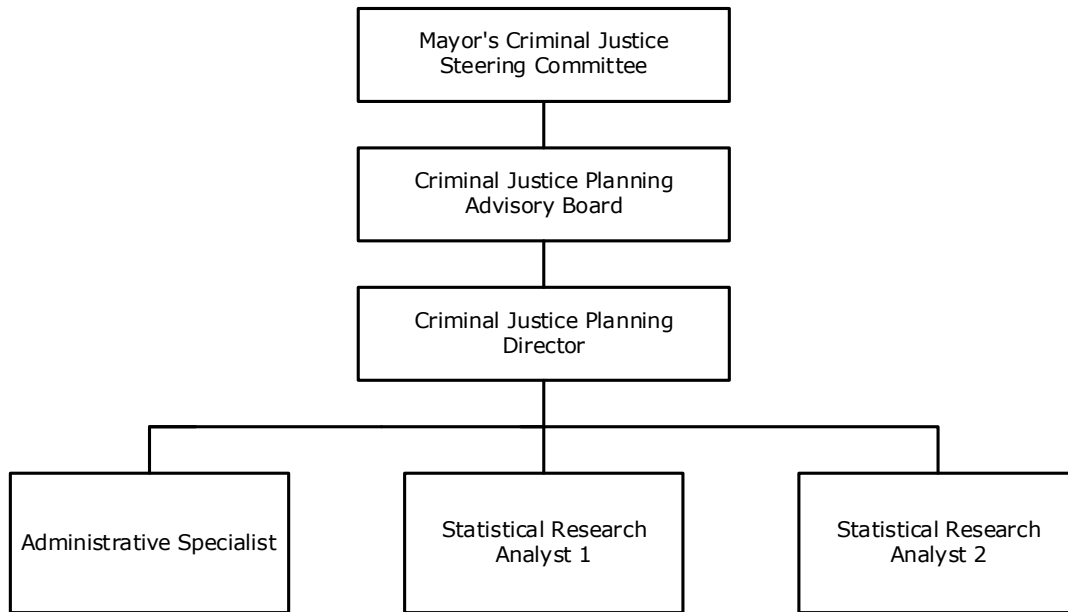 Mayor's Criminal Justice
Steering Committee
Criminal Justice Planning
Advisory Board
Criminal Justice Planning
Director
Administrative Specialist
Statistical Research
Analyst 1
Statistical Research
Analyst 2